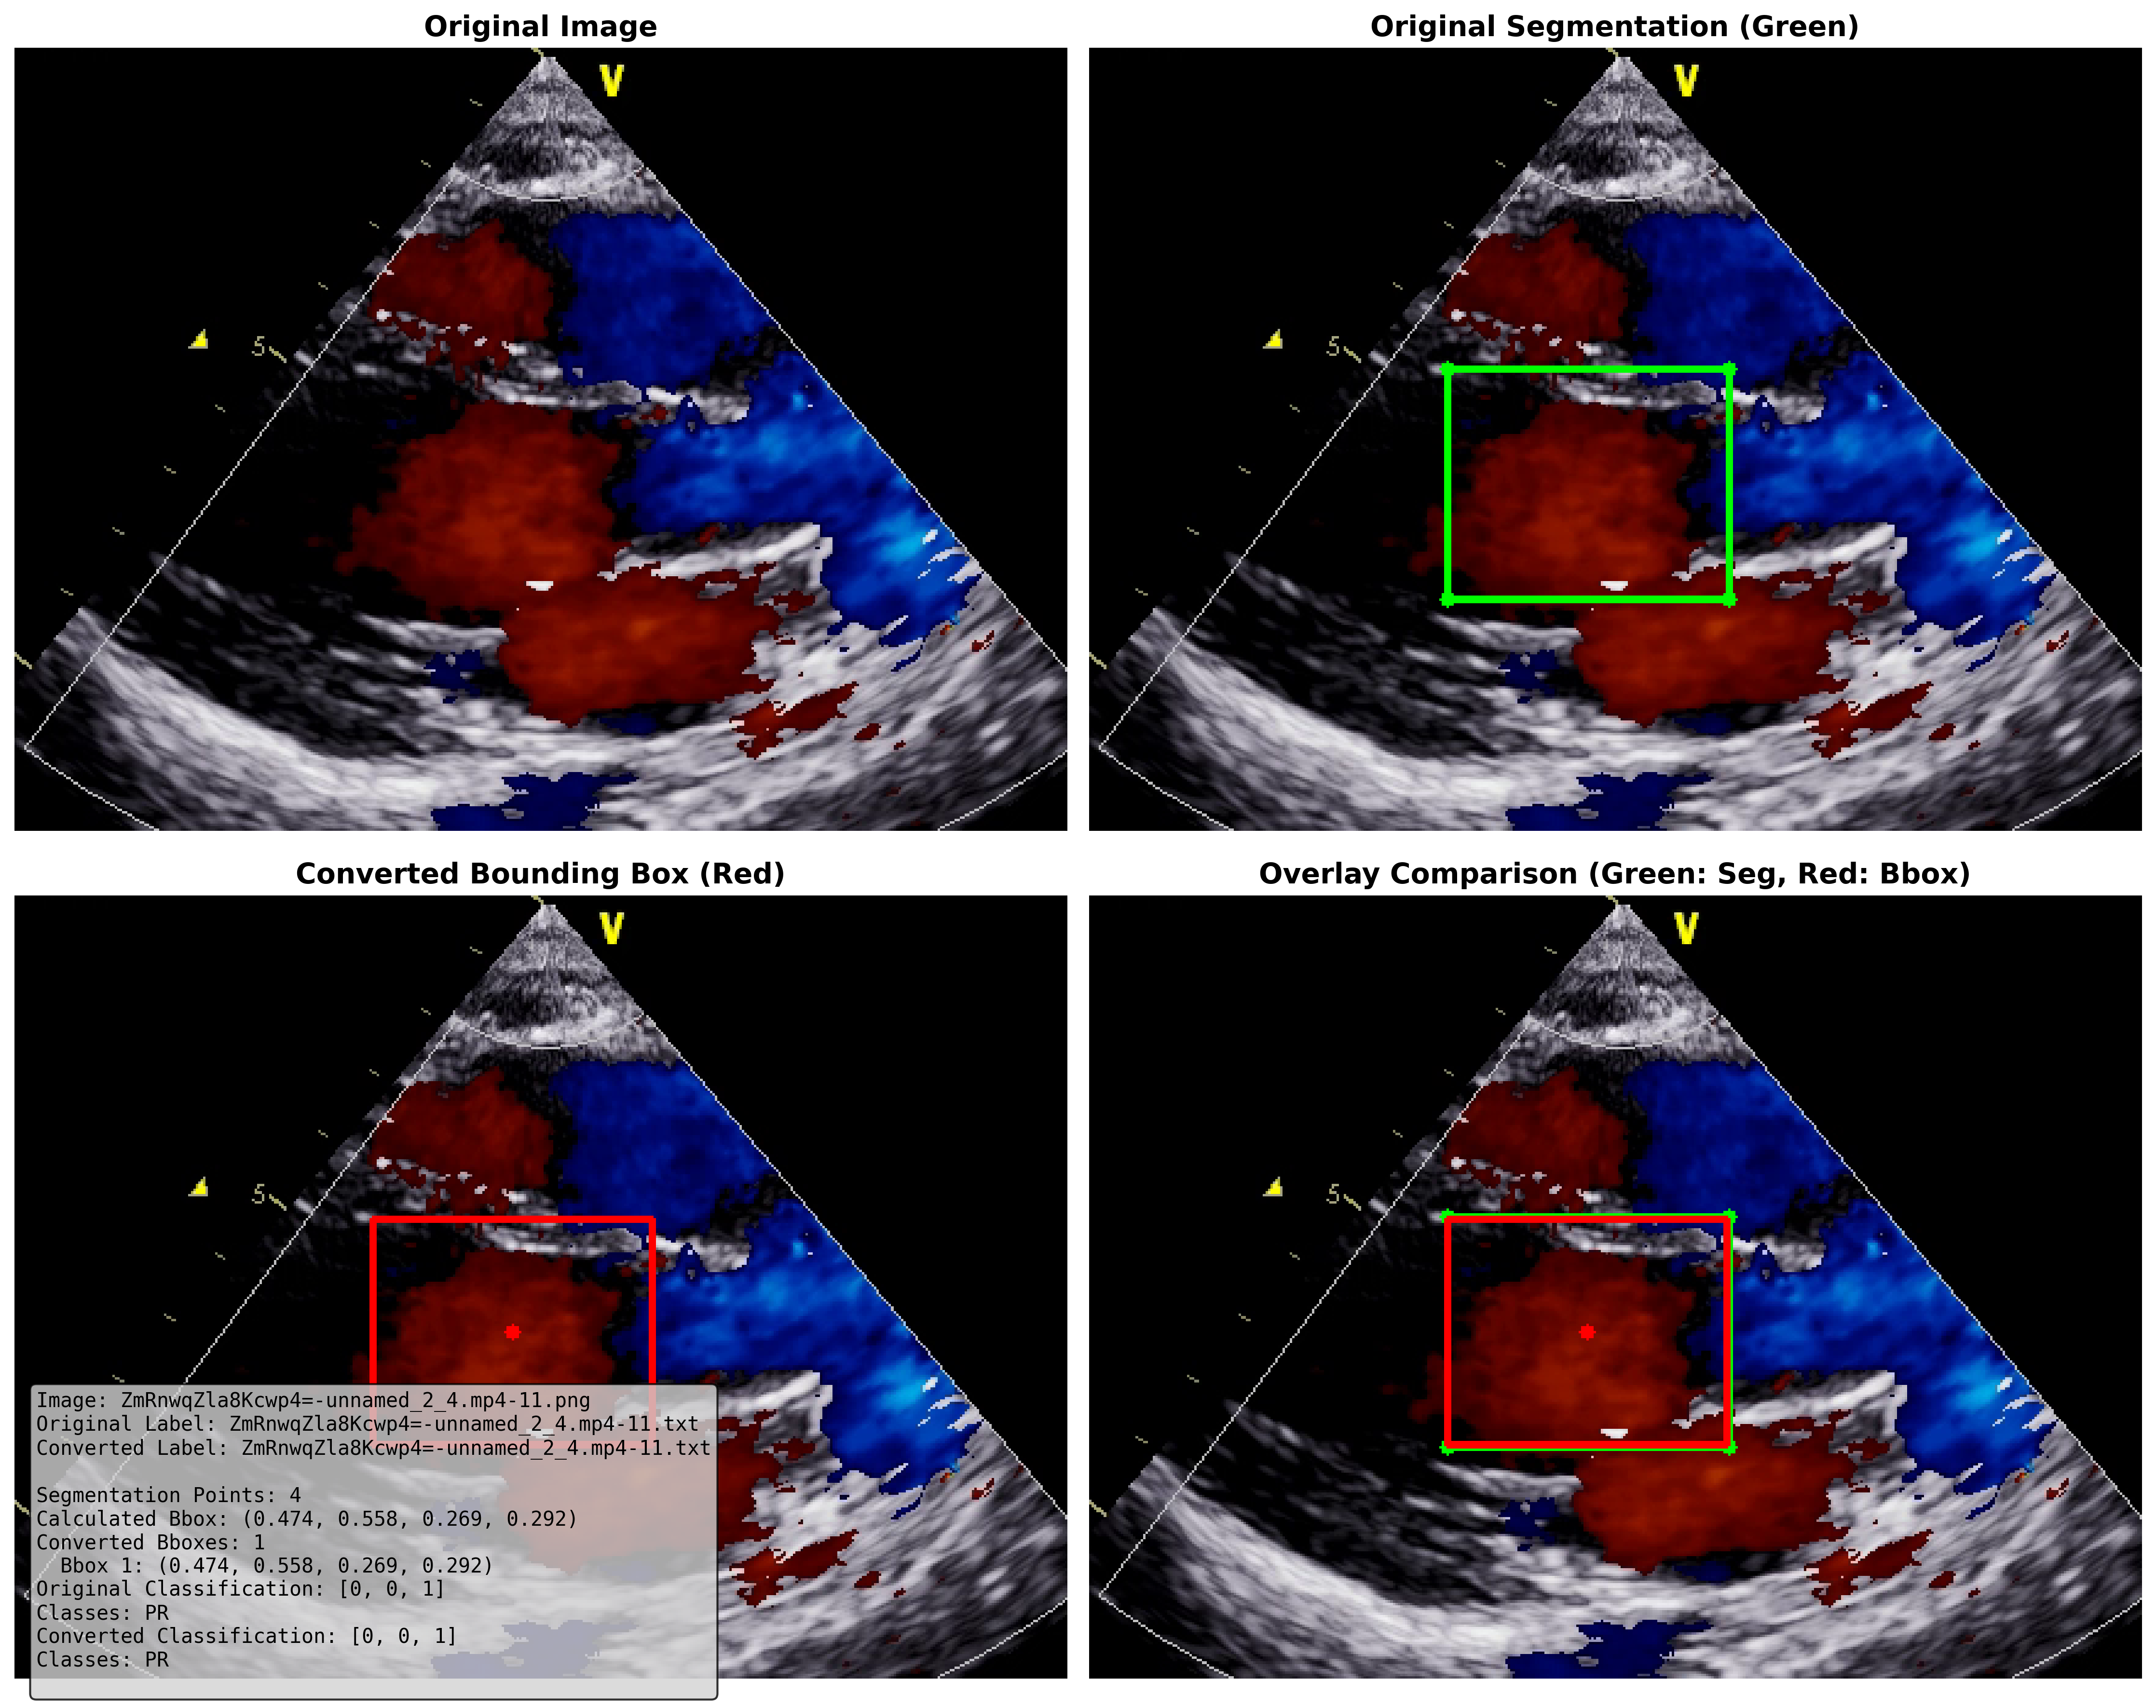 Original Image
Original Segmentation (Green)
V
5
V
5
Converted Bounding Box (Red)
Overlay Comparison (Green: Seg, Red: Bbox)
V
5
V
5
Image: ZmRnwqZla8Kcwp4=-unnamed_2_4.mp4-11.png
Original Label: ZmRnwqZla8Kcwp4=-unnamed_2_4.mp4-11.txt
Converted Label: ZmRnwqZla8Kcwp4=-unnamed_2_4.mp4-11.txt
Segmentation Points: 4
Calculated Bbox: (0.474, 0.558, 0.269, 0.292)
Converted Bboxes: 1
Bbox 1: (0.474, 0.558, 0.269, 0.292)
Original Classification: [0, 0, 1]
Classes: PR
Converted Classification: [0, 0, 1]
Classes: PR